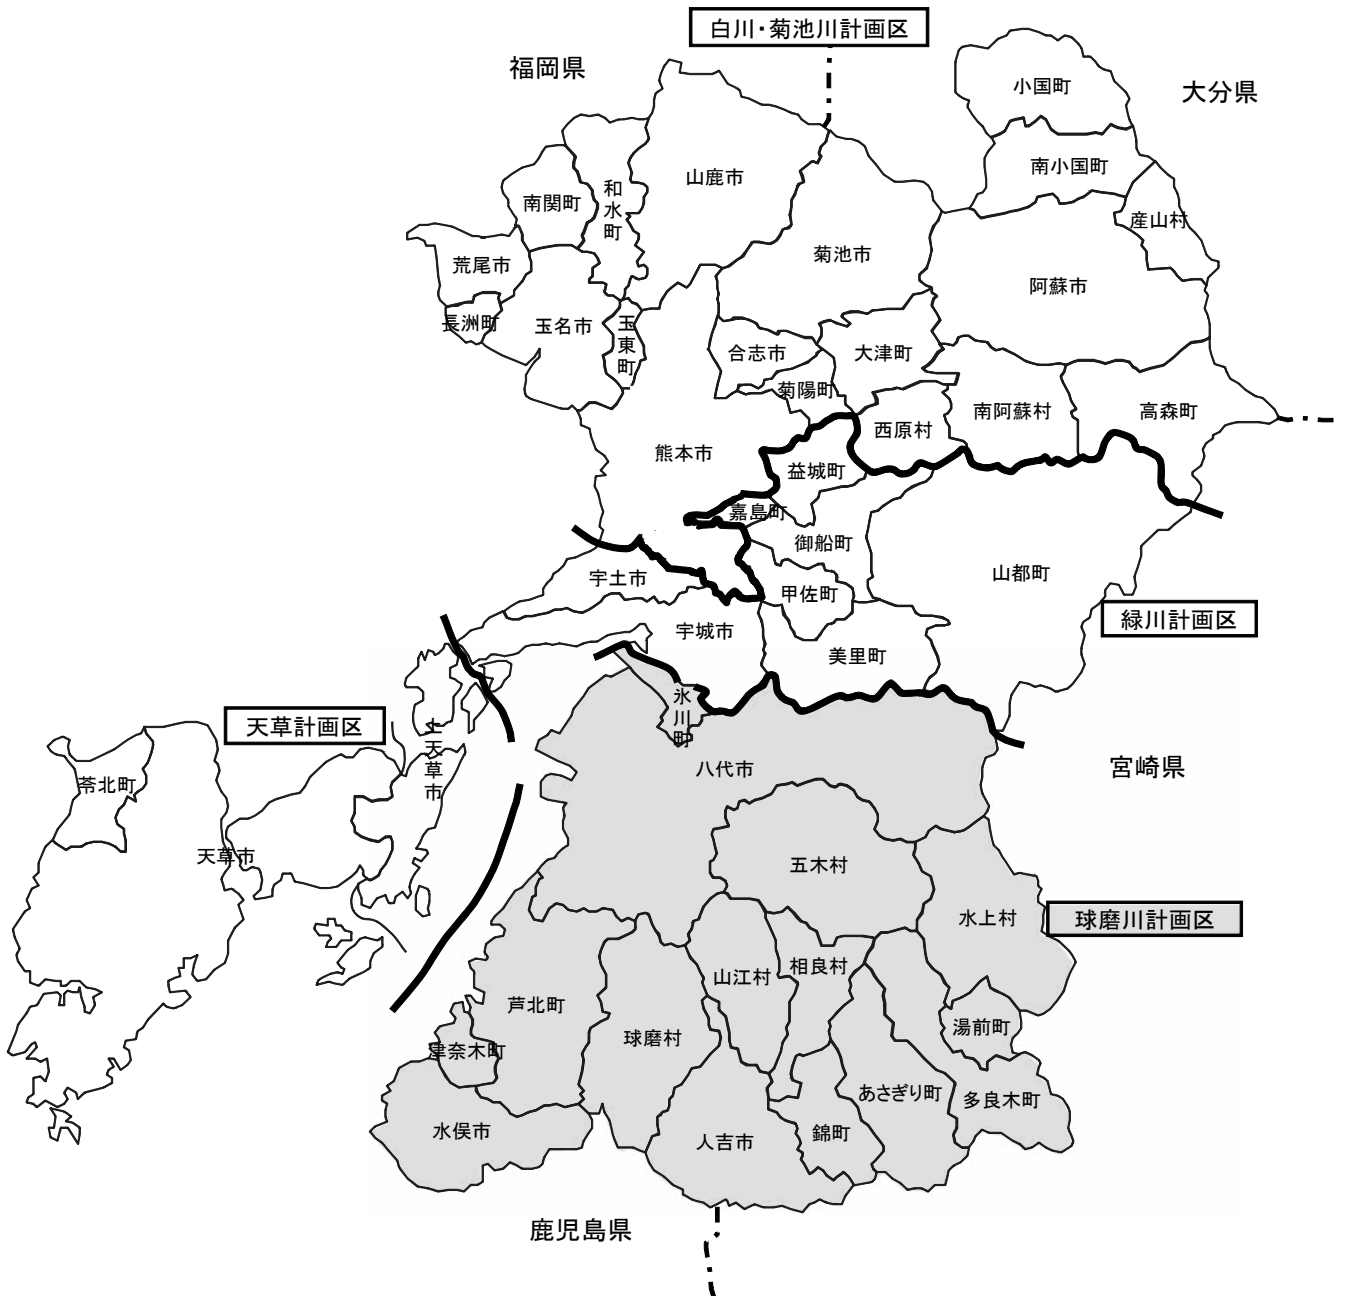 白川・菊池川計画区
福岡県
大分県
小国町
南小国町
産山村
山鹿市
和水町
南関町
荒尾市
長洲町
玉名市
玉東町
菊池市
阿蘇市
合志市
大津町
菊陽町
西原村
南阿蘇村
高森町
熊本市
益城町
嘉島町
御船町
甲佐町
山都町
宇土市
宇城市
美里町
緑川計画区
氷川町
八代市
宮崎県
天草計画区
上天草市
苓北町
天草市
五木村
水上村
球磨川計画区
山江村
相良村
芦北町
球磨村
湯前町
津奈木町
あさぎり町
多良木町
水俣市
人吉市
錦町
鹿児島県